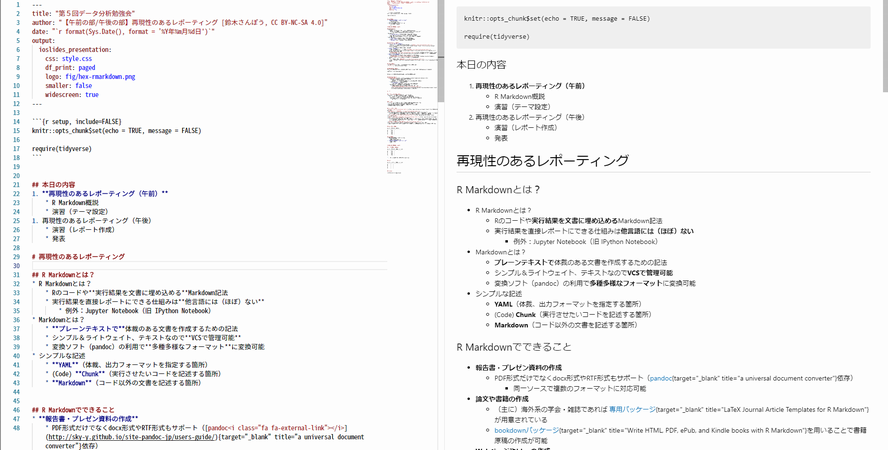 1 ---
2 title: "第５回データ分析勉強会"
3 author: "【午前の部/午後の部】再現性のあるレポーティング [鈴木さんぽう, CC BY-NC-SA 4.0]"
4 date: "`r format(Sys.Date(), format = '%Y年%m月%d日')`"
5 output:
6   ioslides_presentation:
7     css: style.css
8     df_print: paged
9     logo: fig/hex-rmarkdown.png
10     smaller: false
11     widescreen: true
12 ---
13
14 ```{r setup, include=FALSE}
15 knitr::opts_chunk$set(echo = TRUE, message = FALSE)
16
17 require(tidyverse)
18 ```
19
20
21 ## 本日の内容
22 1. **再現性のあるレポーティング（午前）**
23     * R Markdown概説
24     * 演習（テーマ設定）
25 1. 再現性のあるレポーティング（午後）
26     * 演習（レポート作成）
27     * 発表
28
29 # 再現性のあるレポーティング
30
31 ## R Markdownとは？
32 * R Markdownとは？
33     * Rのコードや**実行結果を文書に埋め込める**Markdown記法
34     * 実行結果を直接レポートにできる仕組みは**他言語には（ほぼ）ない**
35         * 例外：Jupyter Notebook（旧 IPython Notebook）
36 * Markdownとは？
37     * **プレーンテキストで**体裁のある文書を作成するための記法
38     * シンプル＆ライトウェイト、テキストなので**VCSで管理可能**
39     * 変換ソフト（pandoc）の利用で**多種多様なフォーマット**に変換可能
40 * シンプルな記述
41     * **YAML**（体裁、出力フォーマットを指定する箇所）
42     * (Code) **Chunk**（実行させたいコードを記述する箇所）
43     * **Markdown**（コード以外の文書を記述する箇所）
44
45
46 ## R Markdownでできること
47 * **報告書・プレゼン資料の作成**
48     * PDF形式だけでなくdocx形式やRTF形式もサポート（[pandoc<i class="fa fa-external-link"></i>]
(http://sky-y.github.io/site-pandoc-jp/users-guide/){target="_blank" title="a universal document
converter"}依存）
knitr::opts_chunk$set(echo = TRUE, message = FALSE)
require(tidyverse)
本日の内容
1. 再現性のあるレポーティング（午前）
R Markdown概説
演習（テーマ設定）
2. 再現性のあるレポーティング（午後）
演習（レポート作成）
発表
再現性のあるレポーティング
R Markdownとは？
R Markdownとは？
Rのコードや実行結果を文書に埋め込めるMarkdown記法
実行結果を直接レポートにできる仕組みは他言語には（ほぼ）ない
例外：Jupyter Notebook（旧 IPython Notebook）
Markdownとは？
プレーンテキストで体裁のある文書を作成するための記法
シンプル＆ライトウェイト、テキストなのでVCSで管理可能
変換ソフト（pandoc）の利用で多種多様なフォーマットに変換可能
シンプルな記述
YAML（体裁、出力フォーマットを指定する箇所）
(Code) Chunk（実行させたいコードを記述する箇所）
Markdown（コード以外の文書を記述する箇所）
R Markdownでできること
報告書・プレゼン資料の作成
PDF形式だけでなくdocx形式やRTF形式もサポート（pandoc{target="_blank" title="a universal document converter"}依存）
同一ソースで複数のフォーマットに対応可能
論文や書籍の作成
（主に）海外系の学会・雑誌であれば 専用パッケージ{target="_blank" title="LaTeX Journal Article Templates for R Markdown"}
が用意されている
bookdownパッケージ{target="_blank" title="Write HTML, PDF, ePub, and Kindle books with R Markdown"}を用いることで書籍
原稿の作成が可能